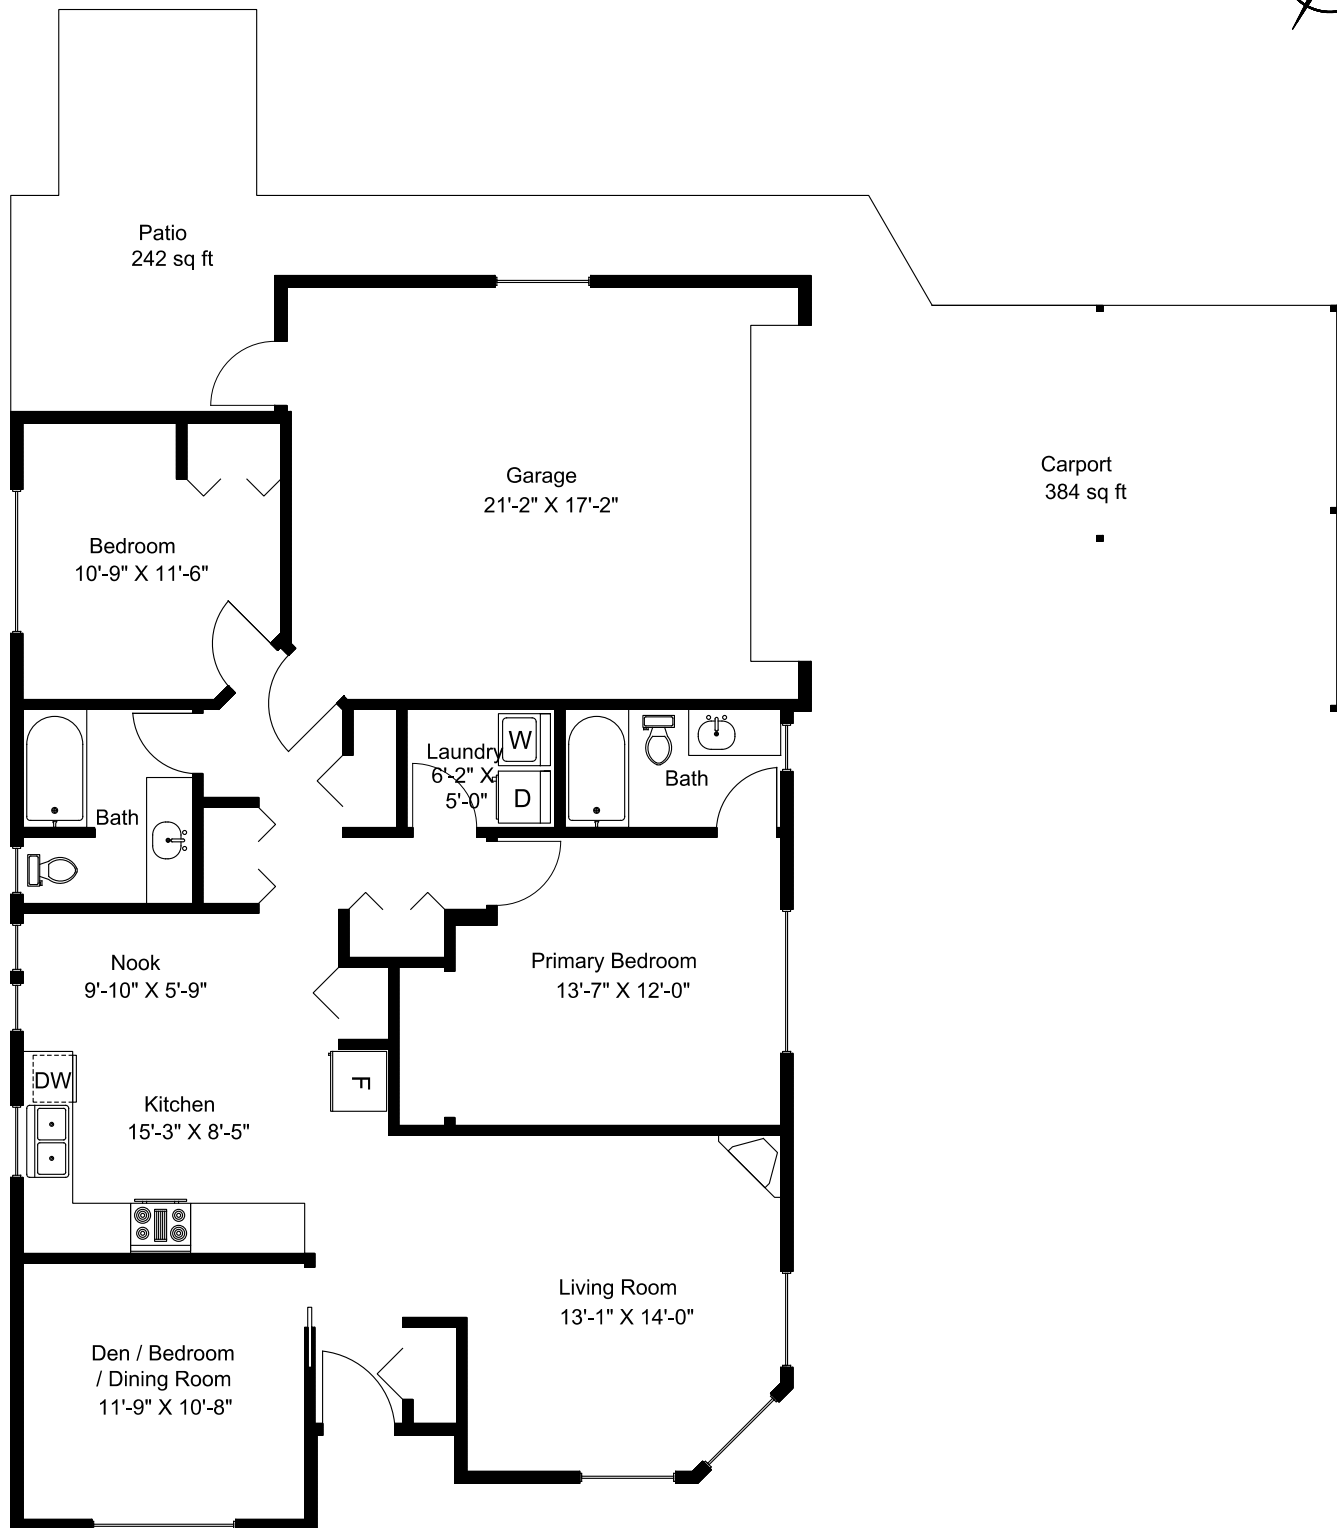 Patio
242 sq ft
Garage
21'-2" X 17'-2"
Carport
384 sq ft
Bedroom
10'-9" X 11'-6"
Laundry
6'-2" X
5'-0"
W
D
Bath
Bath
Nook
9'-10" X 5'-9"
Primary Bedroom
13'-7" X 12'-0"
DW
F
Kitchen
15'-3" X 8'-5"
Living Room
13'-1" X 14'-0"
Den / Bedroom
/ Dining Room
11'-9" X 10'-8"